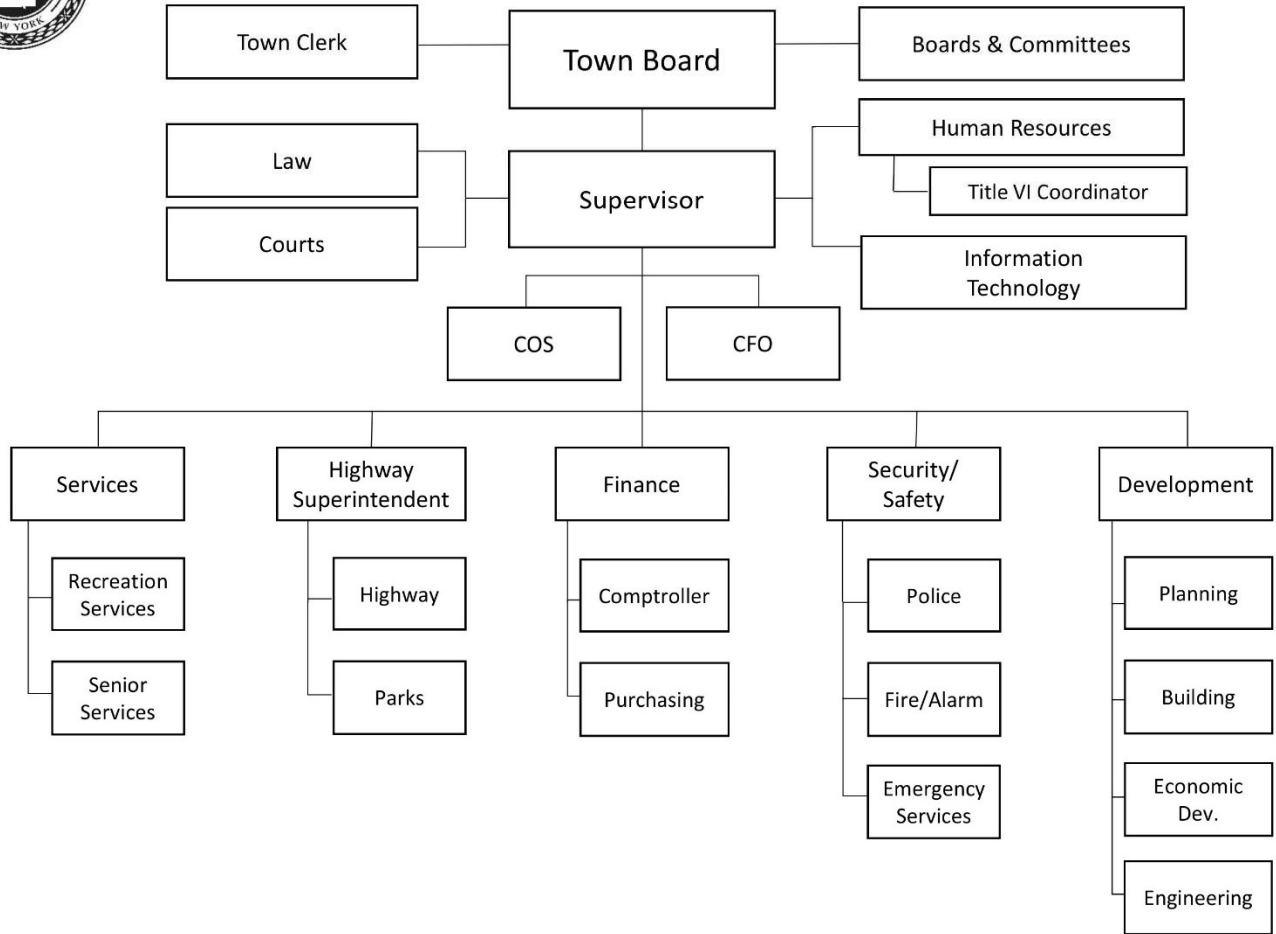 W YORK
Town Clerk
Town Board
Boards & Committees
Law
Human Resources
Supervisor
Title VI Coordinator
Courts
Information
Technology
COS
CFO
Services
Highway
Superintendent
Finance
Security/
Safety
Development
Recreation
Services
Highway
Comptroller
Police
Planning
Senior
Services
Parks
Purchasing
Fire/Alarm
Building
Emergency
Services
Economic
Dev.
Engineering